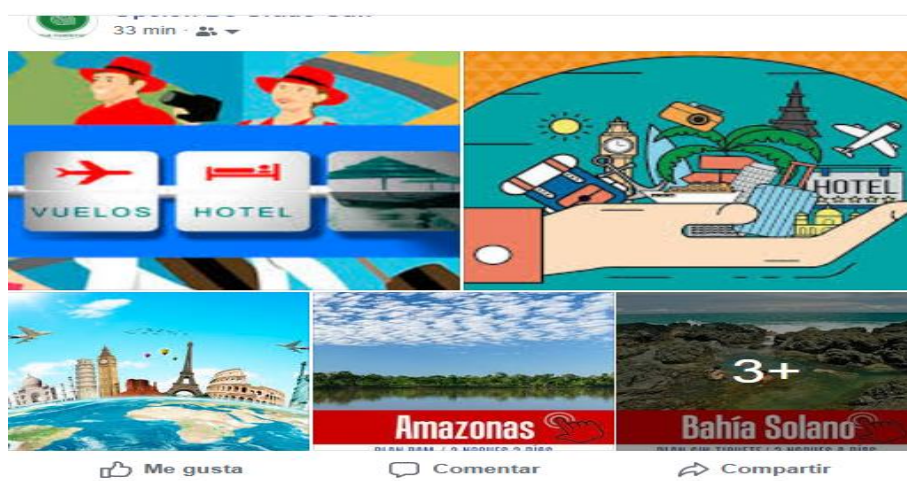 33 min ·
VUELOS
HOTEL
HOTEL
Amazonas
Bahía Solano
3+
Me gusta
Comentar
Compartir